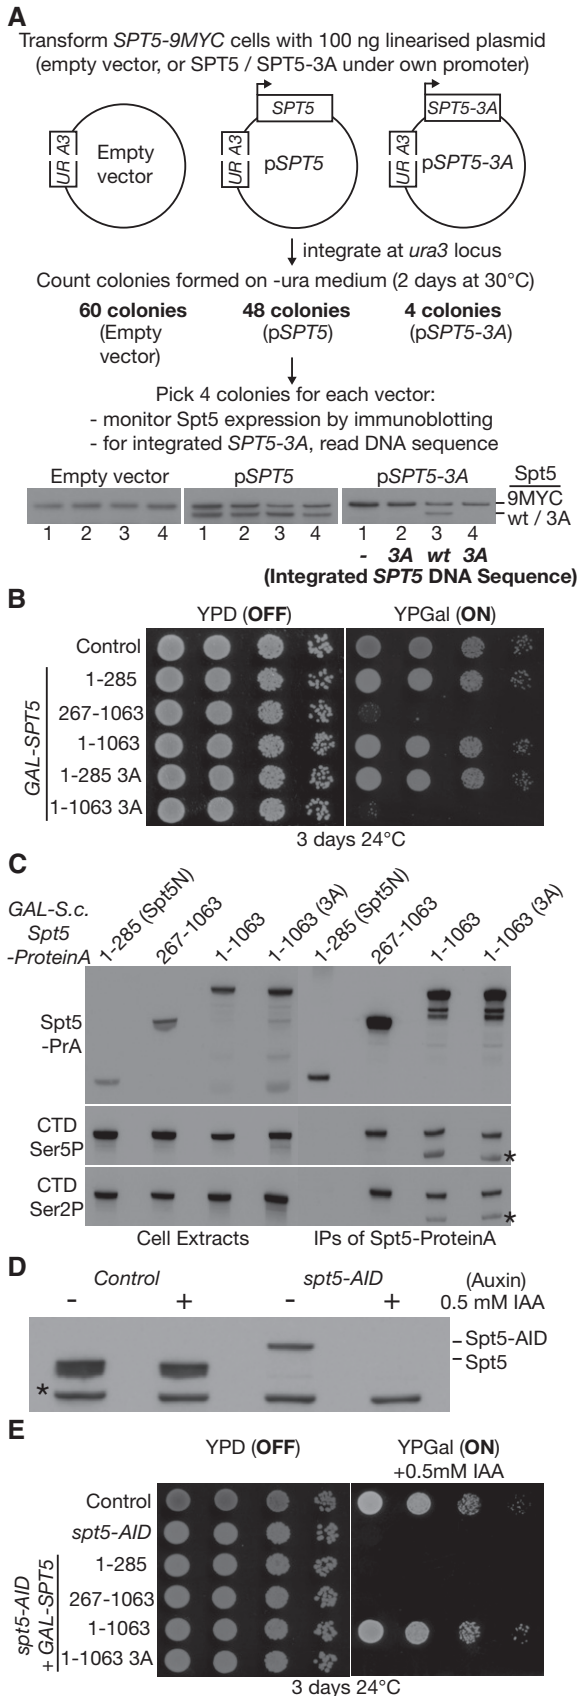 A
Transform SPT5-9MYC cells with 100 ng linearised plasmid
(empty vector, or SPT5 / SPT5-3A under own promoter)
UR A3
Empty
vector
SPT5
UR A3
pSPT5
SPT5-3A
UR A3
pSPT5-3A
integrate at ura3 locus
Count colonies formed on -ura medium (2 days at 30°C)
60 colonies 48 colonies 4 colonies
(Empty vector) (pSPT5) (pSPT5-3A)
Pick 4 colonies for each vector:
- monitor Spt5 expression by immunoblotting
- for integrated SPT5-3A, read DNA sequence
Empty vector pSPT5 pSPT5-3A Spt5
9MYC
wt / 3A
1 2 3 4 1 2 3 4 1 2 3 4
- 3A wt 3A
(Integrated SPT5 DNA Sequence)
B
YPD (OFF) YPGal (ON)
GAL-SPT5
Control
1-285
267-1063
1-1063
1-285 3A
1-1063 3A
3 days 24°C
C
GAL-S.c.
Spt5
-ProteinA
1-285 (Spt5N) 267-1063 1-1063 1-1063 (3A) 1-285 (Spt5N) 267-1063 1-1063 1-1063 (3A)
Spt5
-PrA
CTD
Ser5P
*
CTD
Ser2P
*
Cell Extracts IPs of Spt5-ProteinA
D
Control spt5-AID (Auxin)
- + - + 0.5 mM IAA
Spt5-AID
Spt5
*
E
YPD (OFF) YPGal (ON)
+0.5mM IAA
Control
spt5-AID
spt5-AID
+ GAL-SPT5
1-285
267-1063
1-1063
1-1063 3A
3 days 24°C